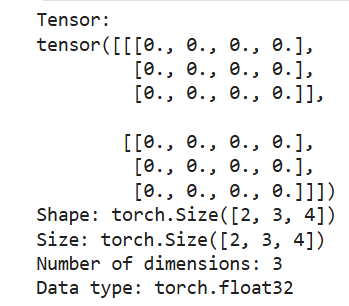 Tensor:
tensor([[[0., 0., 0., 0.],
         [0., 0., 0., 0.],
         [0., 0., 0., 0.]],

        [[0., 0., 0., 0.],
         [0., 0., 0., 0.],
         [0., 0., 0., 0.]]])
Shape: torch.Size([2, 3, 4])
Size: torch.Size([2, 3, 4])
Number of dimensions: 3
Data type: torch.float32